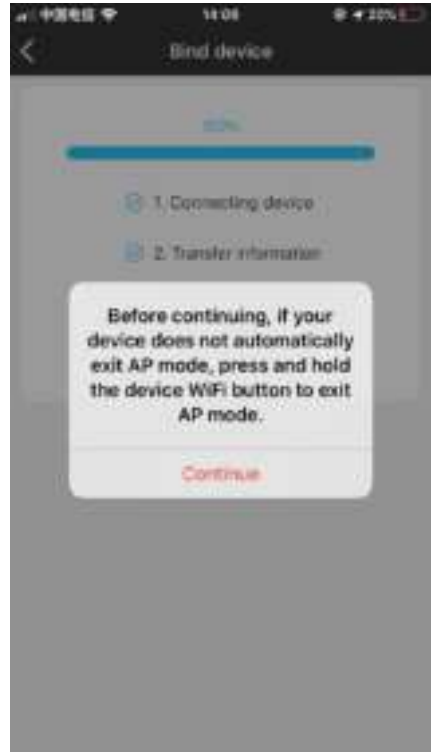 中国电信 14:08 20%
Bind device
100%
1. Connecting device
2. Transfer information
Before continuing, if your
device does not automatically
exit AP mode, press and hold
the device WiFi button to exit
AP mode.
Continue